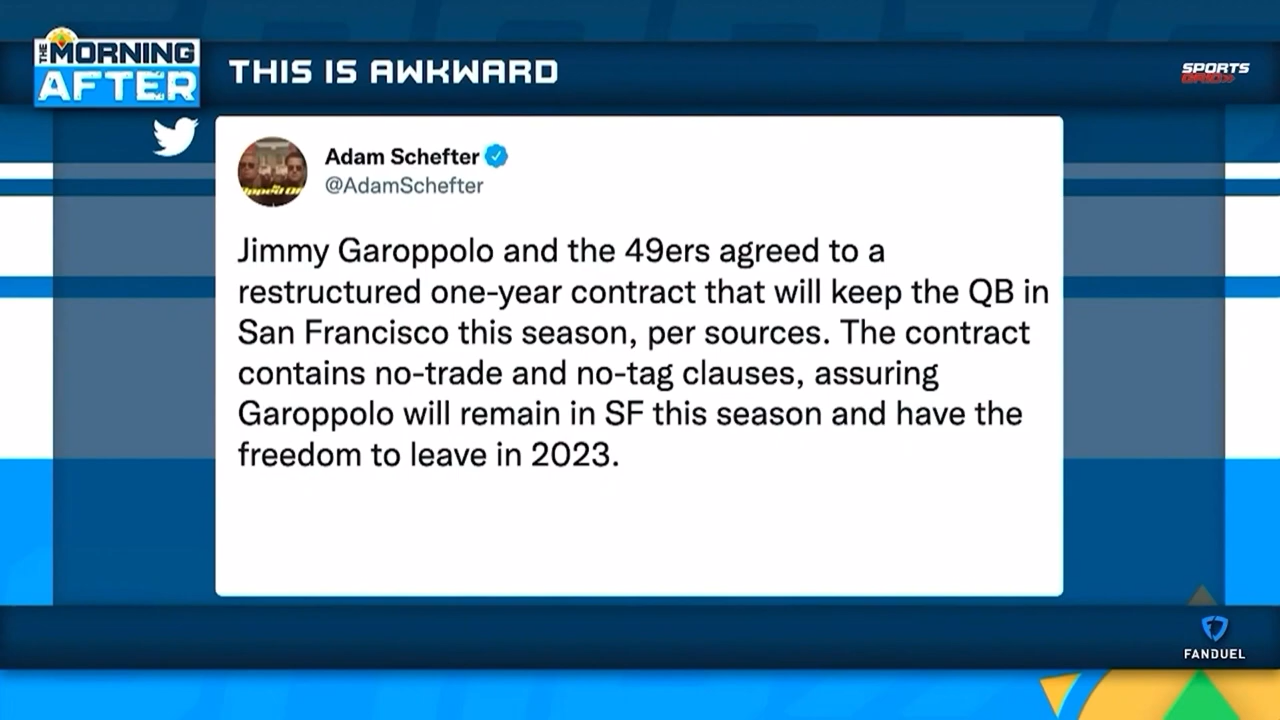 THE MORNING
AFTER
THIS IS AWKWARD
SPORTS
GRID
Adam Schefter
@AdamSchefter
Jimmy Garoppolo and the 49ers agreed to a
restructured one-year contract that will keep the QB in
San Francisco this season, per sources. The contract
contains no-trade and no-tag clauses, assuring
Garoppolo will remain in SF this season and have the
freedom to leave in 2023.
FANDUEL